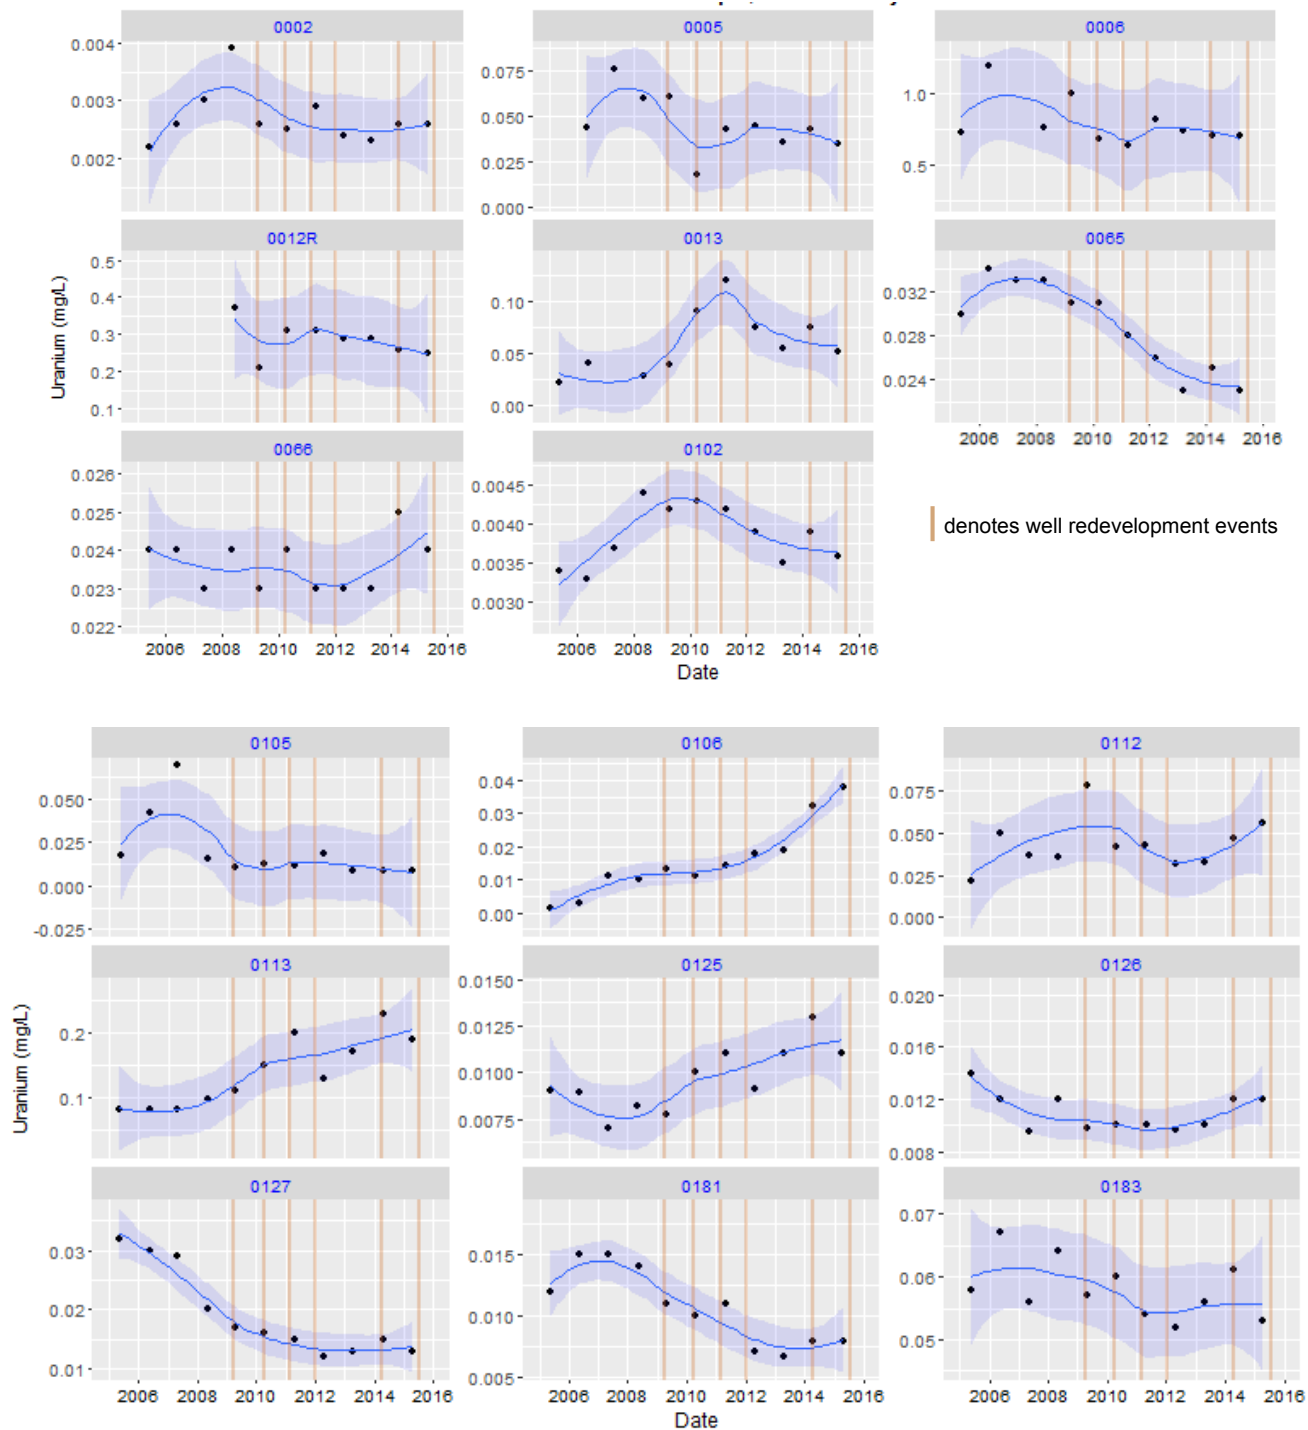 0002 0005 0006
0.004 0.003 0.002
0.075 0.050 0.025 0.000
1.0 0.5
0012R 0013 0065
0.5 0.4 0.3 0.2 0.1
0.10 0.05 0.00
0.032 0.028 0.024
2006 2008 2010 2012 2014 2016
Uranium (mg/L)
0066 0102
0.026 0.025 0.024 0.023 0.022
0.0045 0.0040 0.0035 0.0030
denotes well redevelopment events
2006 2008 2010 2012 2014 2016 2006 2008 2010 2012 2014 2016
Date
0105 0106 0112
0.050 0.025 0.000 -0.025
0.04 0.03 0.02 0.01 0.00
0.075 0.050 0.025 0.000
0113 0125 0126
0.2 0.1
0.0150 0.0125 0.0100 0.0075
0.020 0.016 0.012 0.008
Uranium (mg/L)
0127 0181 0183
0.03 0.02 0.01
0.015 0.010 0.005
0.07 0.06 0.05
2006 2008 2010 2012 2014 2016 2006 2008 2010 2012 2014 2016 2006 2008 2010 2012 2014 2016
Date